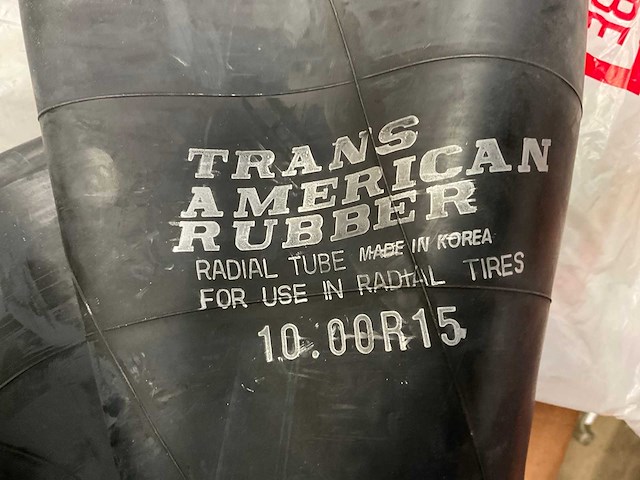 TRANS
AMERICAN
RUBBER
RADIAL TUBE MADE IN KOREA
FOR USE IN RADIAL TIRES
10.00R15